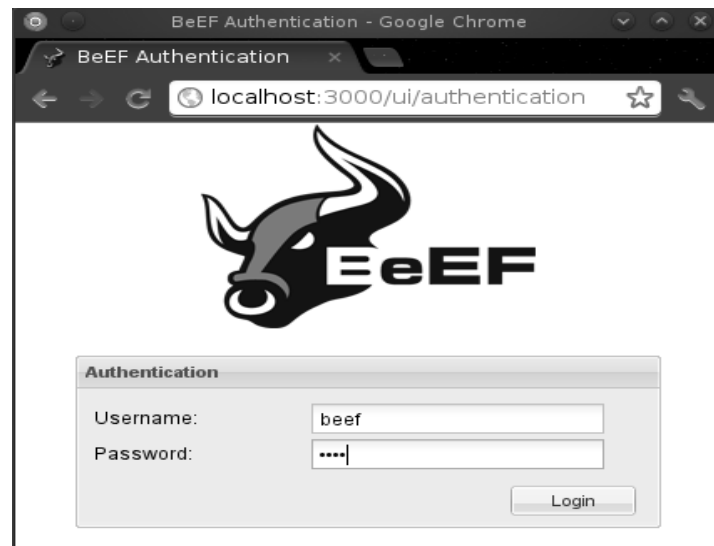 BeEF Authentication - Google Chrome
BeEF Authentication
localhost:3000/ui/authentication
BeEF
Authentication
Username: beef
Password: ••••
Login